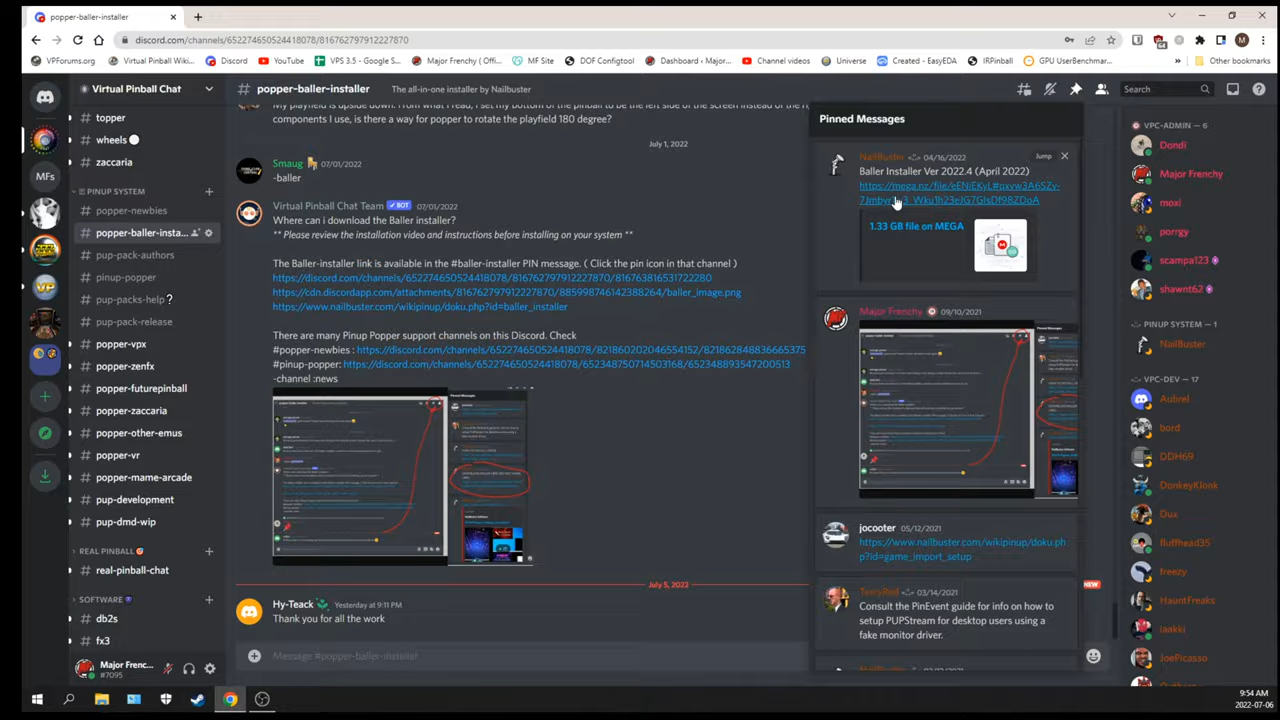 popper-baller-installer
discord.com/channels/652274650524418078/816762797912227870
VPForums.org
Virtual Pinball Wiki...
Discord
YouTube
VPS 3.5 - Google S...
Major Frenchy ( Offi...
MF Site
DOF Configtool
Dashboard ‹ Major...
Channel videos
Universe
Created - EasyEDA
IRPinball
GPU UserBenchmar...
»
Other bookmarks
Virtual Pinball Chat
# popper-baller-installer
The all-in-one installer by Nailbuster
Search
# topper
# wheels
# zaccaria
PINUP SYSTEM
# popper-newbies
# popper-baller-insta...
# pup-pack-authors
# pinup-popper
# pup-packs-help ?
# pup-pack-release
# popper-vpx
# popper-zenfx
# popper-futurepinball
# popper-zaccaria
# popper-other-emus
# popper-vr
# popper-mame-arcade
# pup-development
# pup-dmd-wip
REAL PINBALL
# real-pinball-chat
SOFTWARE
# db2s
# fx3
MFs
VP
Major Frenc...
#7095
My playfield is upside down. From what I read, I set my bottom of the pinball to be the left side of the screen instead of the
components I use, is there a way for popper to rotate the playfield 180 degree?
July 1, 2022
Smaug 07/01/2022
-baller
Virtual Pinball Chat Team BOT 07/01/2022
Where can i download the Baller installer?
** Please review the installation video and instructions before installing on your system **
The Baller-installer link is available in the #baller-installer PIN message. ( Click the pin icon in that channel )
https://discord.com/channels/652274650524418078/816762797912227870/816763816531722280
https://cdn.discordapp.com/attachments/816762797912227870/885998746142388264/baller_image.png
https://www.nailbuster.com/wikipinup/doku.php?id=baller_installer
There are many Pinup Popper support channels on this Discord. Check
#popper-newbies : https://discord.com/channels/652274650524418078/821860202046554152/821862848836665375
#pinup-popper: https://discord.com/channels/652274650524418078/652348750714503168/652348893547200513
-channel :news
July 5, 2022
NEW
Hy-Teack Yesterday at 9:11 PM
Thank you for all the work
Message #popper-baller-installer
Pinned Messages
NailBuster 04/16/2022
Jump
Baller Installer Ver 2022.4 (April 2022)
1.33 GB file on MEGA
Major Frenchy 09/10/2021
jocooter 05/12/2021
https://www.nailbuster.com/wikipinup/doku.ph
p?id=game_import_setup
TerryRed 03/14/2021
Consult the PinEvent guide for info on how to
setup PUPStream for desktop users using a
fake monitor driver.
VPC-ADMIN — 6
Dondi
Major Frenchy
moxi
porrgy
scampa123
shawnt62
PINUP SYSTEM — 1
NailBuster
VPC-DEV — 17
Aubrel
bord
DDH69
DonkeyKlonk
Dux
fluffhead35
freezy
HauntFreaks
iaakki
JoePicasso
9:54 AM
2022-07-06